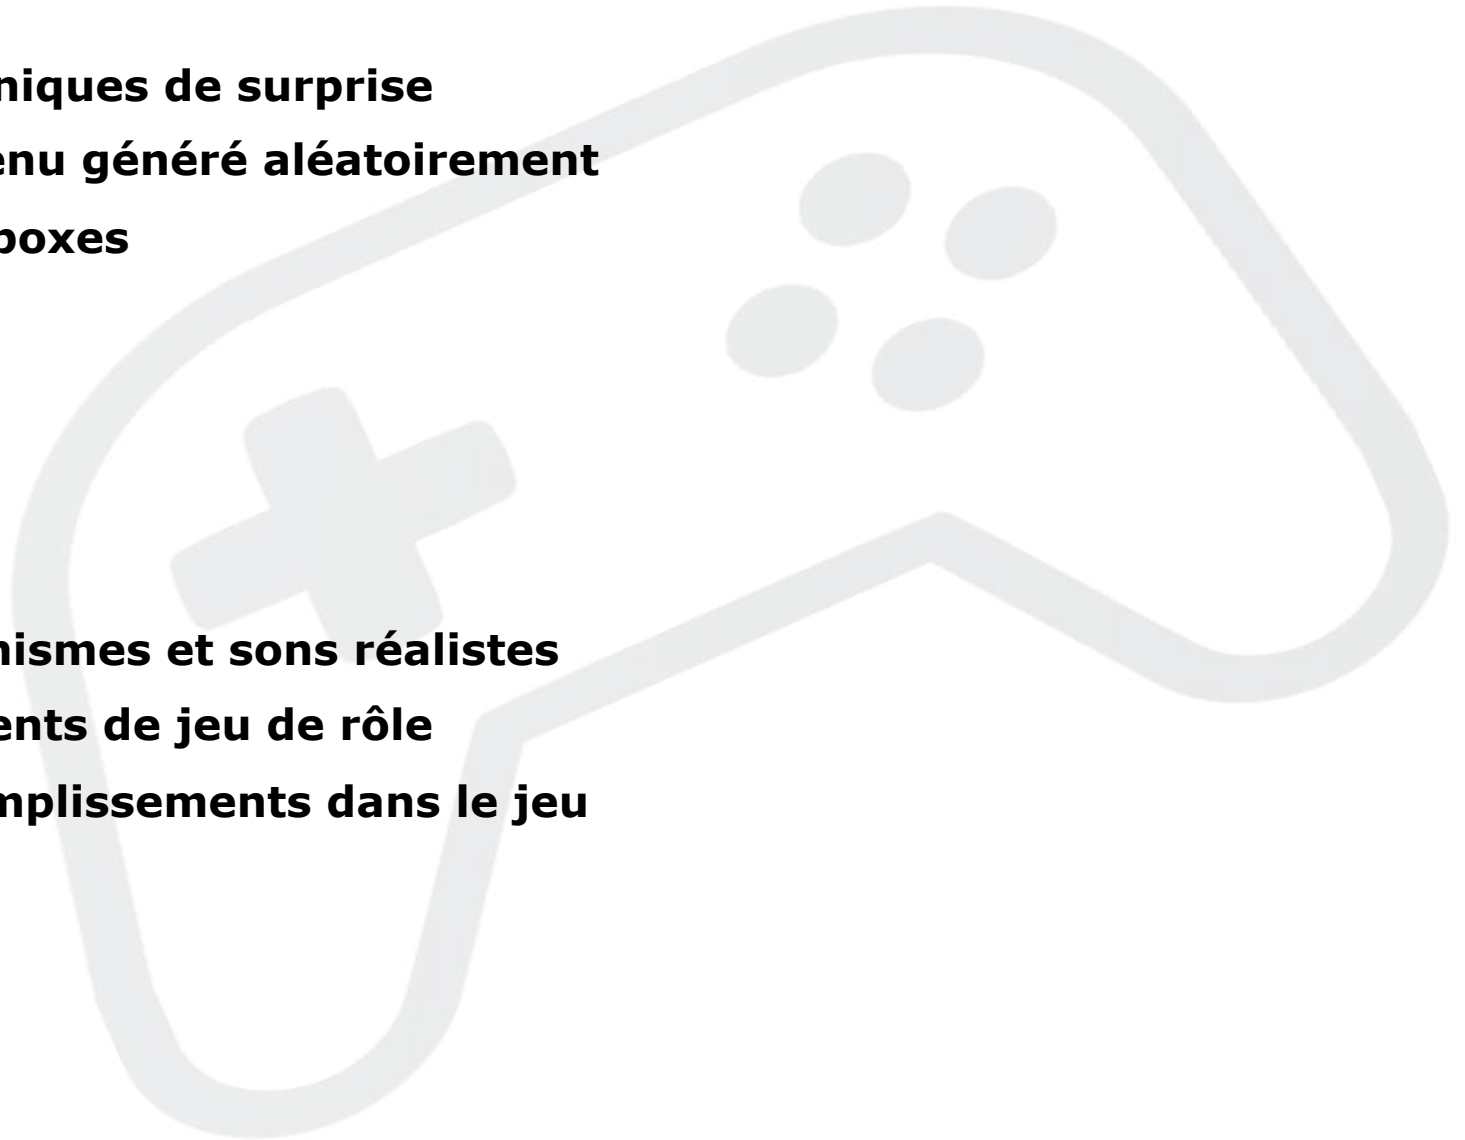 niques de surprise
enu généré aléatoirement
boxes
nismes et sons réalistes
ents de jeu de rôle
mplissements dans le jeu